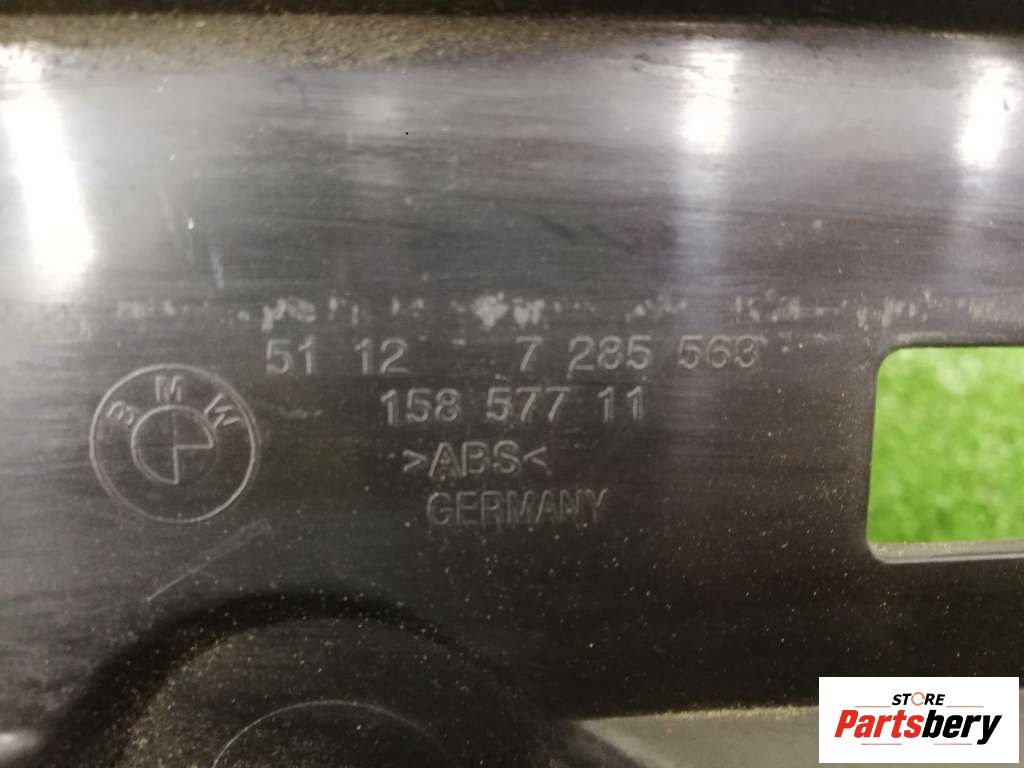 51 12 7 285 563
BMW
158 577 11
>ABS<
GERMANY
STORE
Partsbery